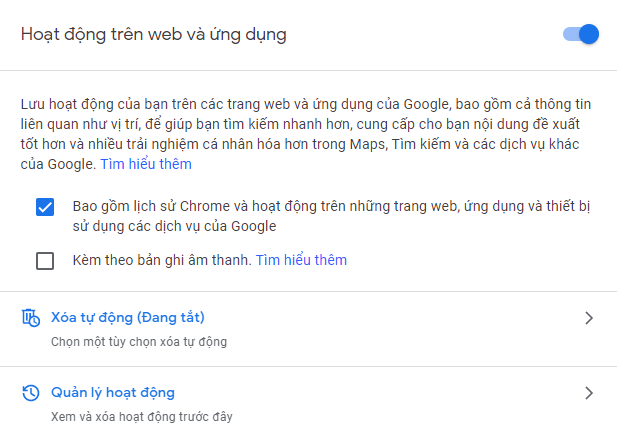 Hoạt động trên web và ứng dụng
Lưu hoạt động của bạn trên các trang web và ứng dụng của Google, bao gồm cả thông tin
liên quan như vị trí, để giúp bạn tìm kiếm nhanh hơn, cung cấp cho bạn nội dung đề xuất
tốt hơn và nhiều trải nghiệm cá nhân hóa hơn trong Maps, Tìm kiếm và các dịch vụ khác
của Google. Tìm hiểu thêm
Bao gồm lịch sử Chrome và hoạt động trên những trang web, ứng dụng và thiết bị
sử dụng các dịch vụ của Google
Kèm theo bản ghi âm thanh. Tìm hiểu thêm
Xóa tự động (Đang tắt)
Chọn một tùy chọn xóa tự động
Quản lý hoạt động
Xem và xóa hoạt động trước đây